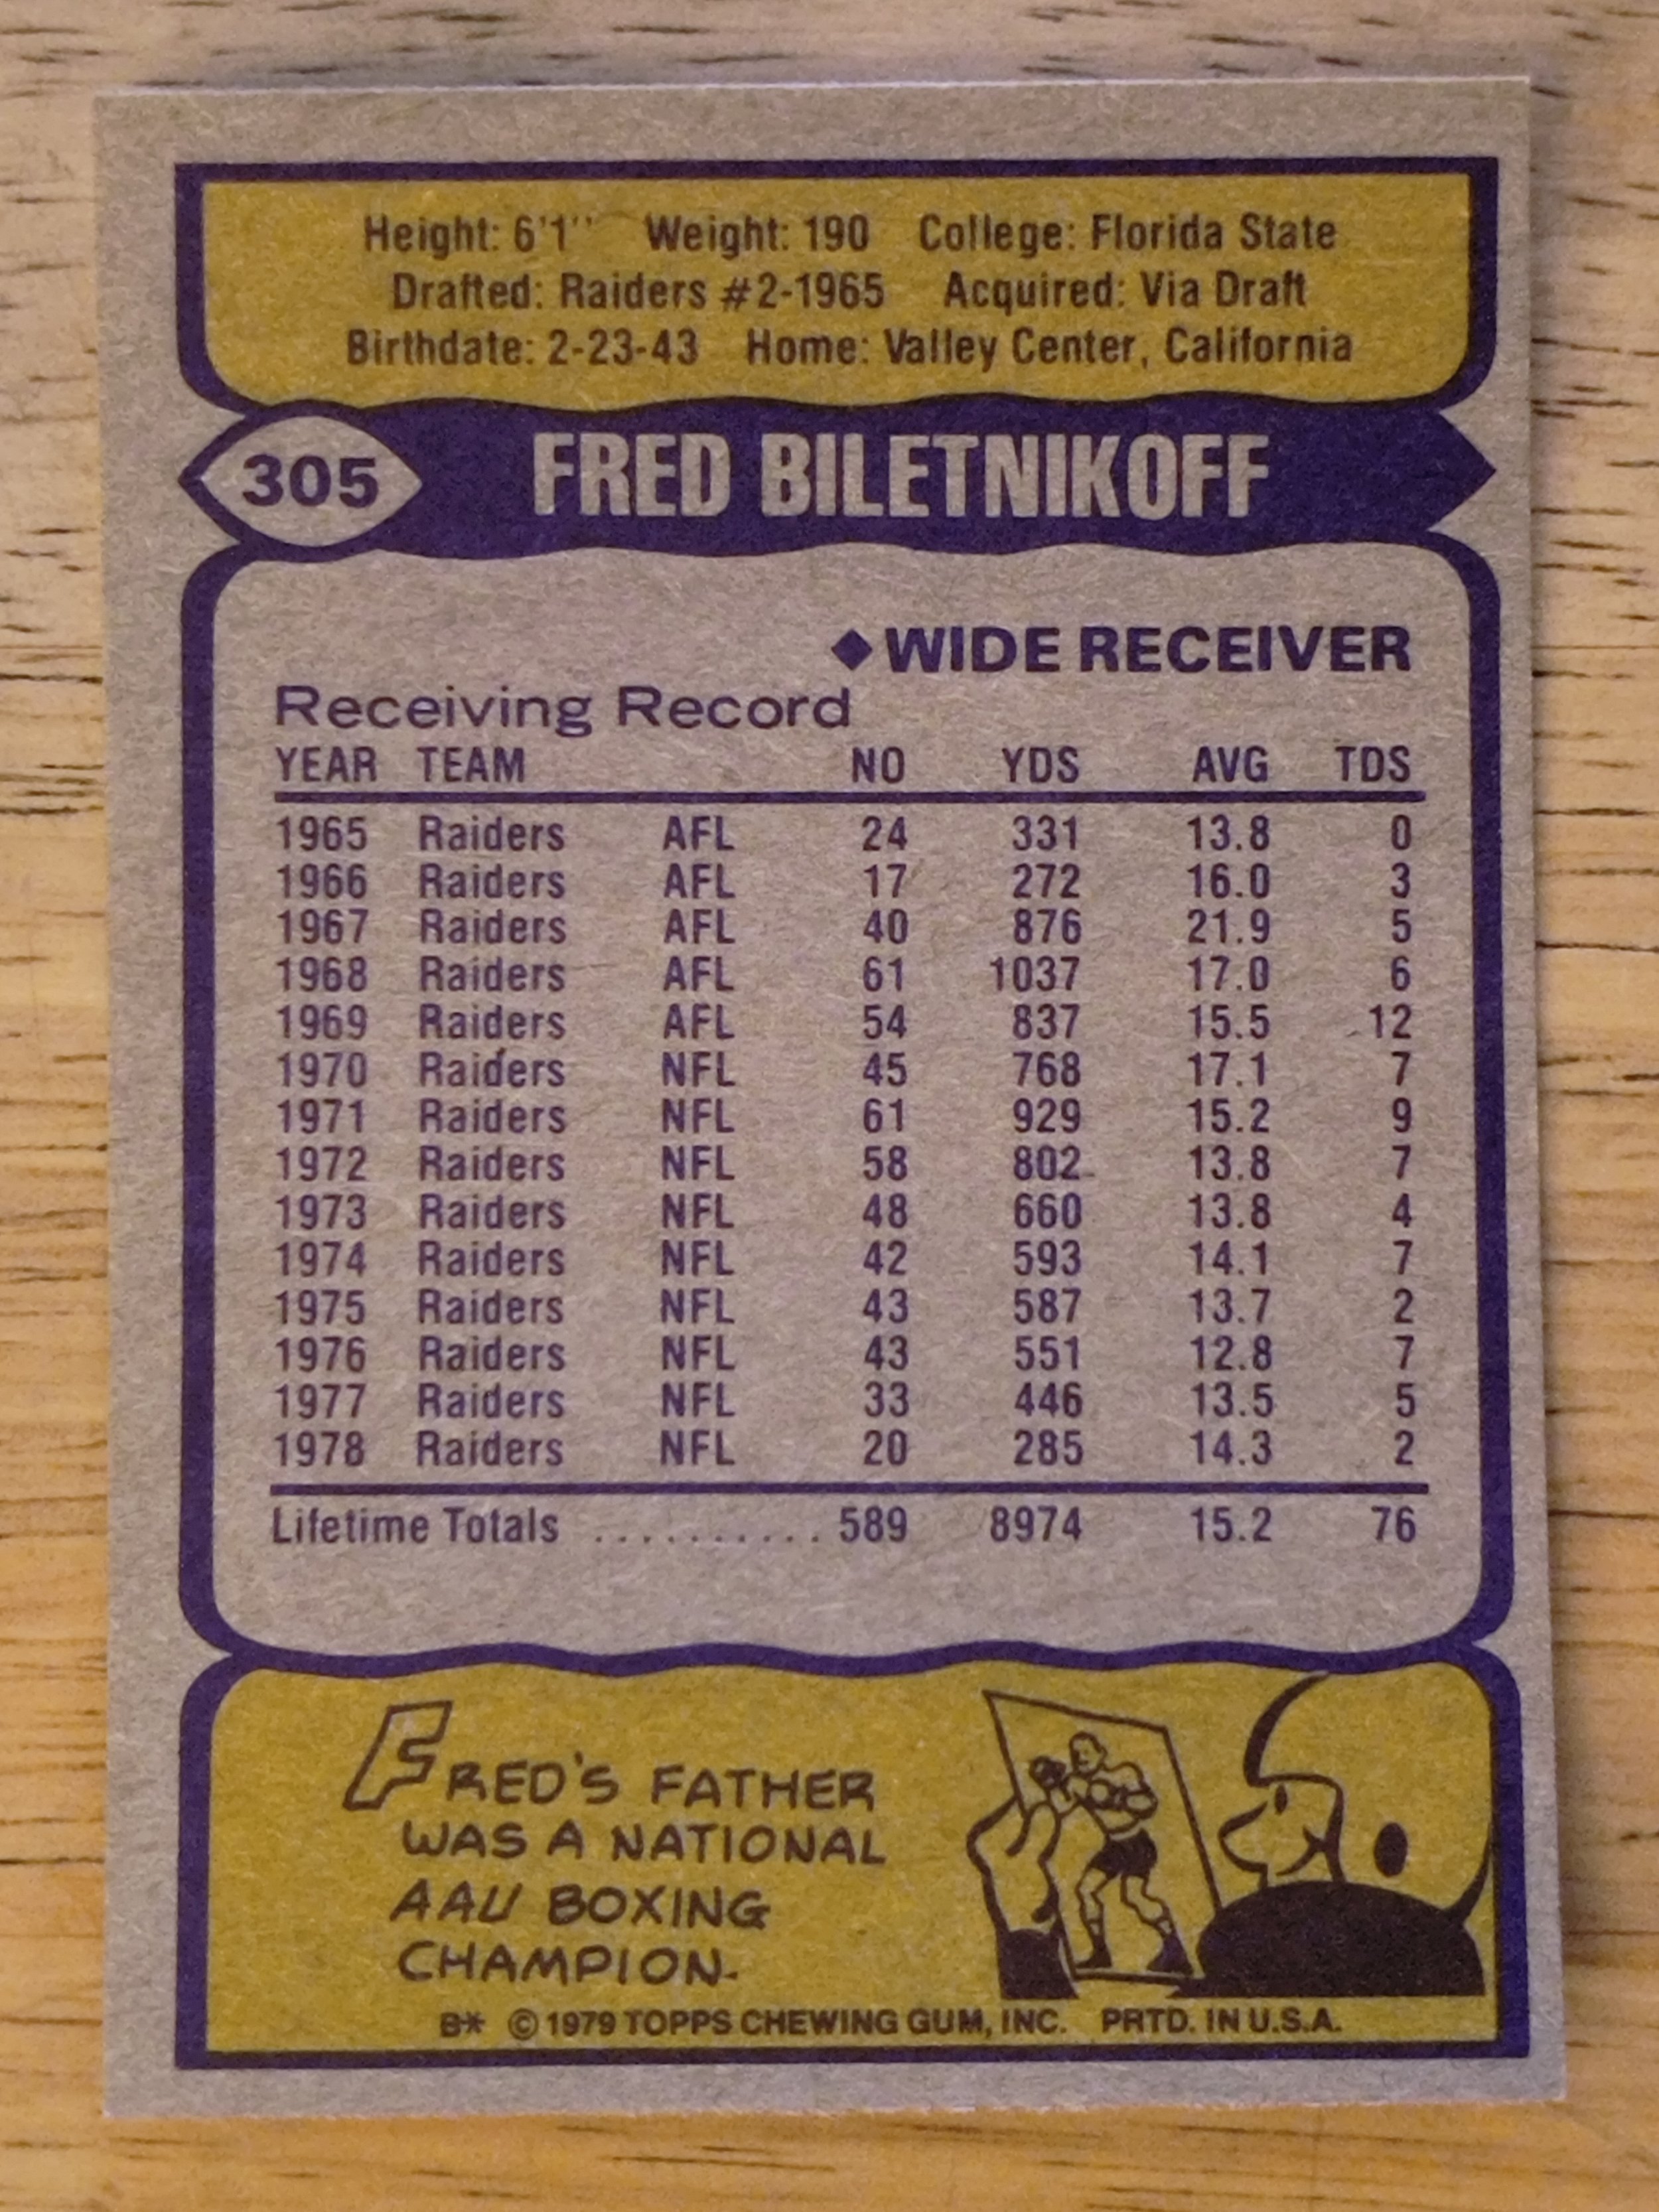 Height: 6'1'' Weight: 190 College: Florida State
Drafted: Raiders #2-1965 Acquired: Via Draft
Birthdate: 2-23-43 Home: Valley Center, California
305 FRED BILETNIKOFF
◆WIDE RECEIVER
Receiving Record
YEAR TEAM NO YDS AVG TDS
1965 Raiders AFL 24 331 13.8 0
1966 Raiders AFL 17 272 16.0 3
1967 Raiders AFL 40 876 21.9 5
1968 Raiders AFL 61 1037 17.0 6
1969 Raiders AFL 54 837 15.5 12
1970 Raiders NFL 45 768 17.1 7
1971 Raiders NFL 61 929 15.2 9
1972 Raiders NFL 58 802 13.8 7
1973 Raiders NFL 48 660 13.8 4
1974 Raiders NFL 42 593 14.1 7
1975 Raiders NFL 43 587 13.7 2
1976 Raiders NFL 43 551 12.8 7
1977 Raiders NFL 33 446 13.5 5
1978 Raiders NFL 20 285 14.3 2
Lifetime Totals .......... 589 8974 15.2 76
FRED'S FATHER
WAS A NATIONAL
AAU BOXING
CHAMPION.
B* © 1979 TOPPS CHEWING GUM, INC. PRTD. IN U.S.A.